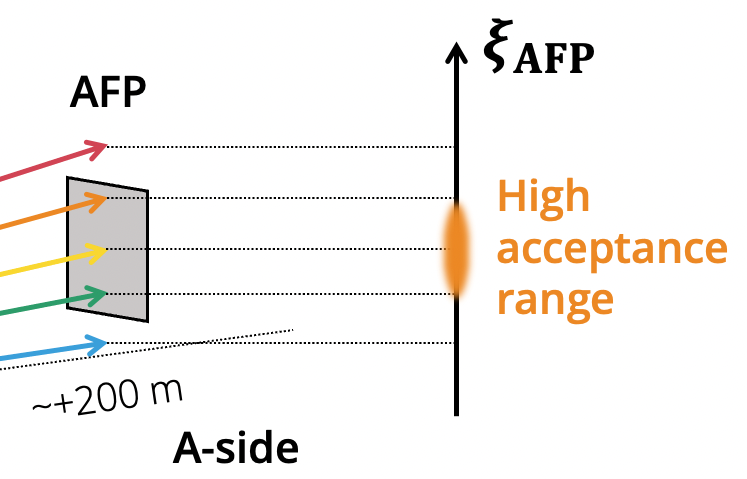 ξAFP
AFP
High
acceptance
range
~+200 m
A-side